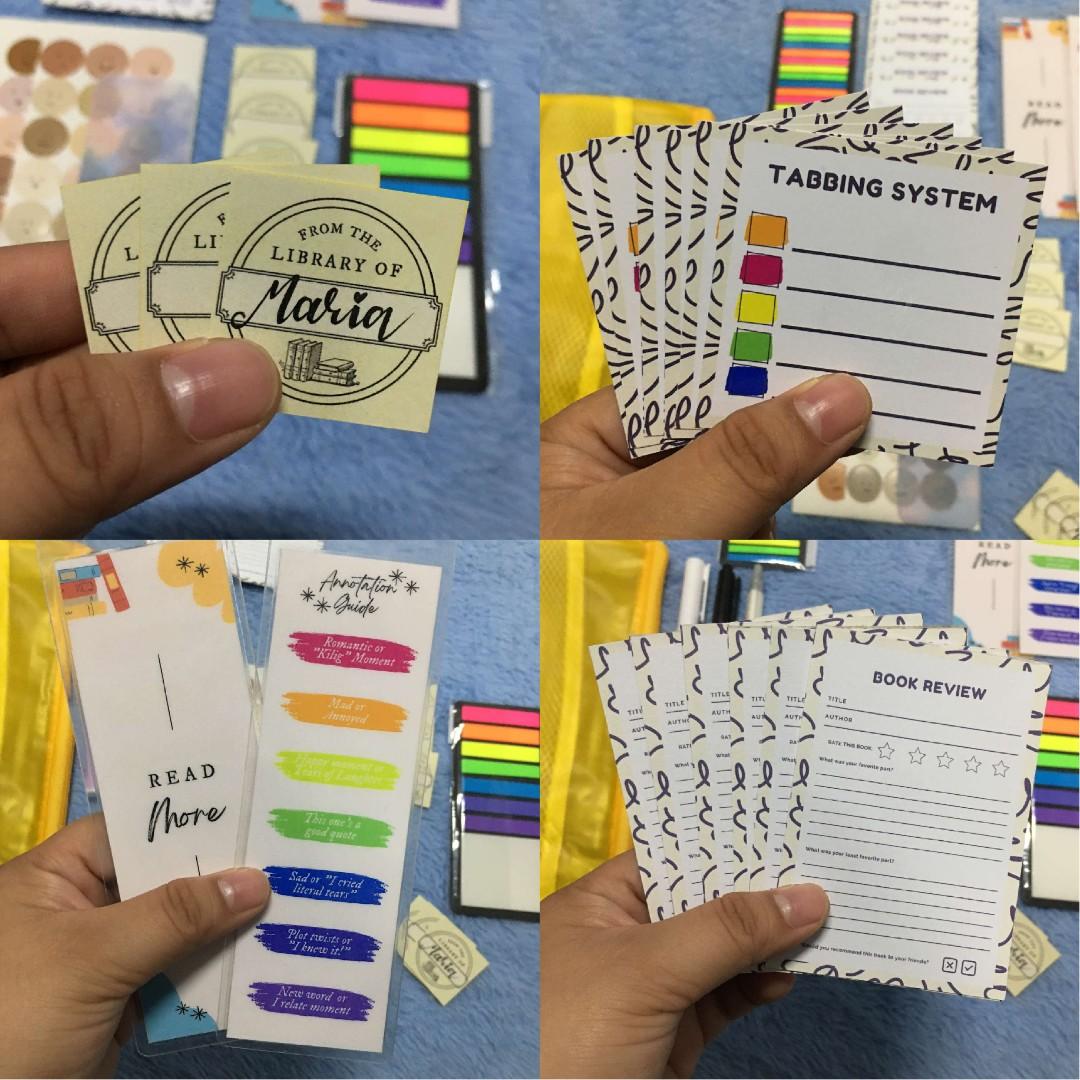 FROM THE
LIBRARY OF
Maria
TABBING SYSTEM
READ
More
Annotation
Guide
Romantic or
"Kilig" Moment
Mad or
Annoyed
Happy moment or
Tears of Laughter
This one's a
good quote
Sad or "I cried
literal tears"
Plot twists or
"I knew it!"
New word or
I relate moment
BOOK REVIEW
TITLE
AUTHOR
RATE THIS BOOK
What was your favorite part?
What was your least favorite part?
you recommend this book to your friends?